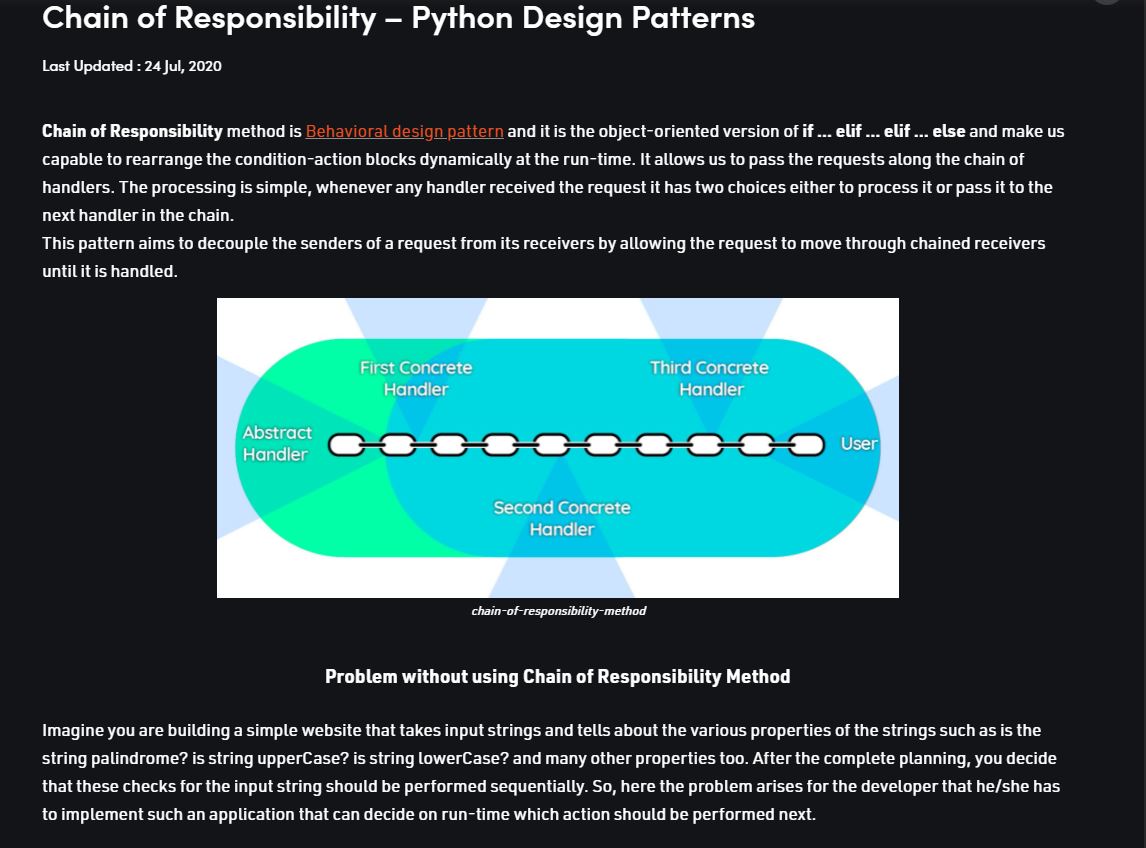 Chain of Responsibility – Python Design Patterns
Last Updated : 24 Jul, 2020
Chain of Responsibility method is Behavioral design pattern and it is the object-oriented version of if ... elif ... elif ... else and make us
capable to rearrange the condition-action blocks dynamically at the run-time. It allows us to pass the requests along the chain of
handlers. The processing is simple, whenever any handler received the request it has two choices either to process it or pass it to the
next handler in the chain.
This pattern aims to decouple the senders of a request from its receivers by allowing the request to move through chained receivers
until it is handled.
First Concrete
Handler
Third Concrete
Handler
Abstract
Handler
User
Second Concrete
Handler
chain-of-responsibility-method
Problem without using Chain of Responsibility Method
Imagine you are building a simple website that takes input strings and tells about the various properties of the strings such as is the
string palindrome? is string upperCase? is string lowerCase? and many other properties too. After the complete planning, you decide
that these checks for the input string should be performed sequentially. So, here the problem arises for the developer that he/she has
to implement such an application that can decide on run-time which action should be performed next.